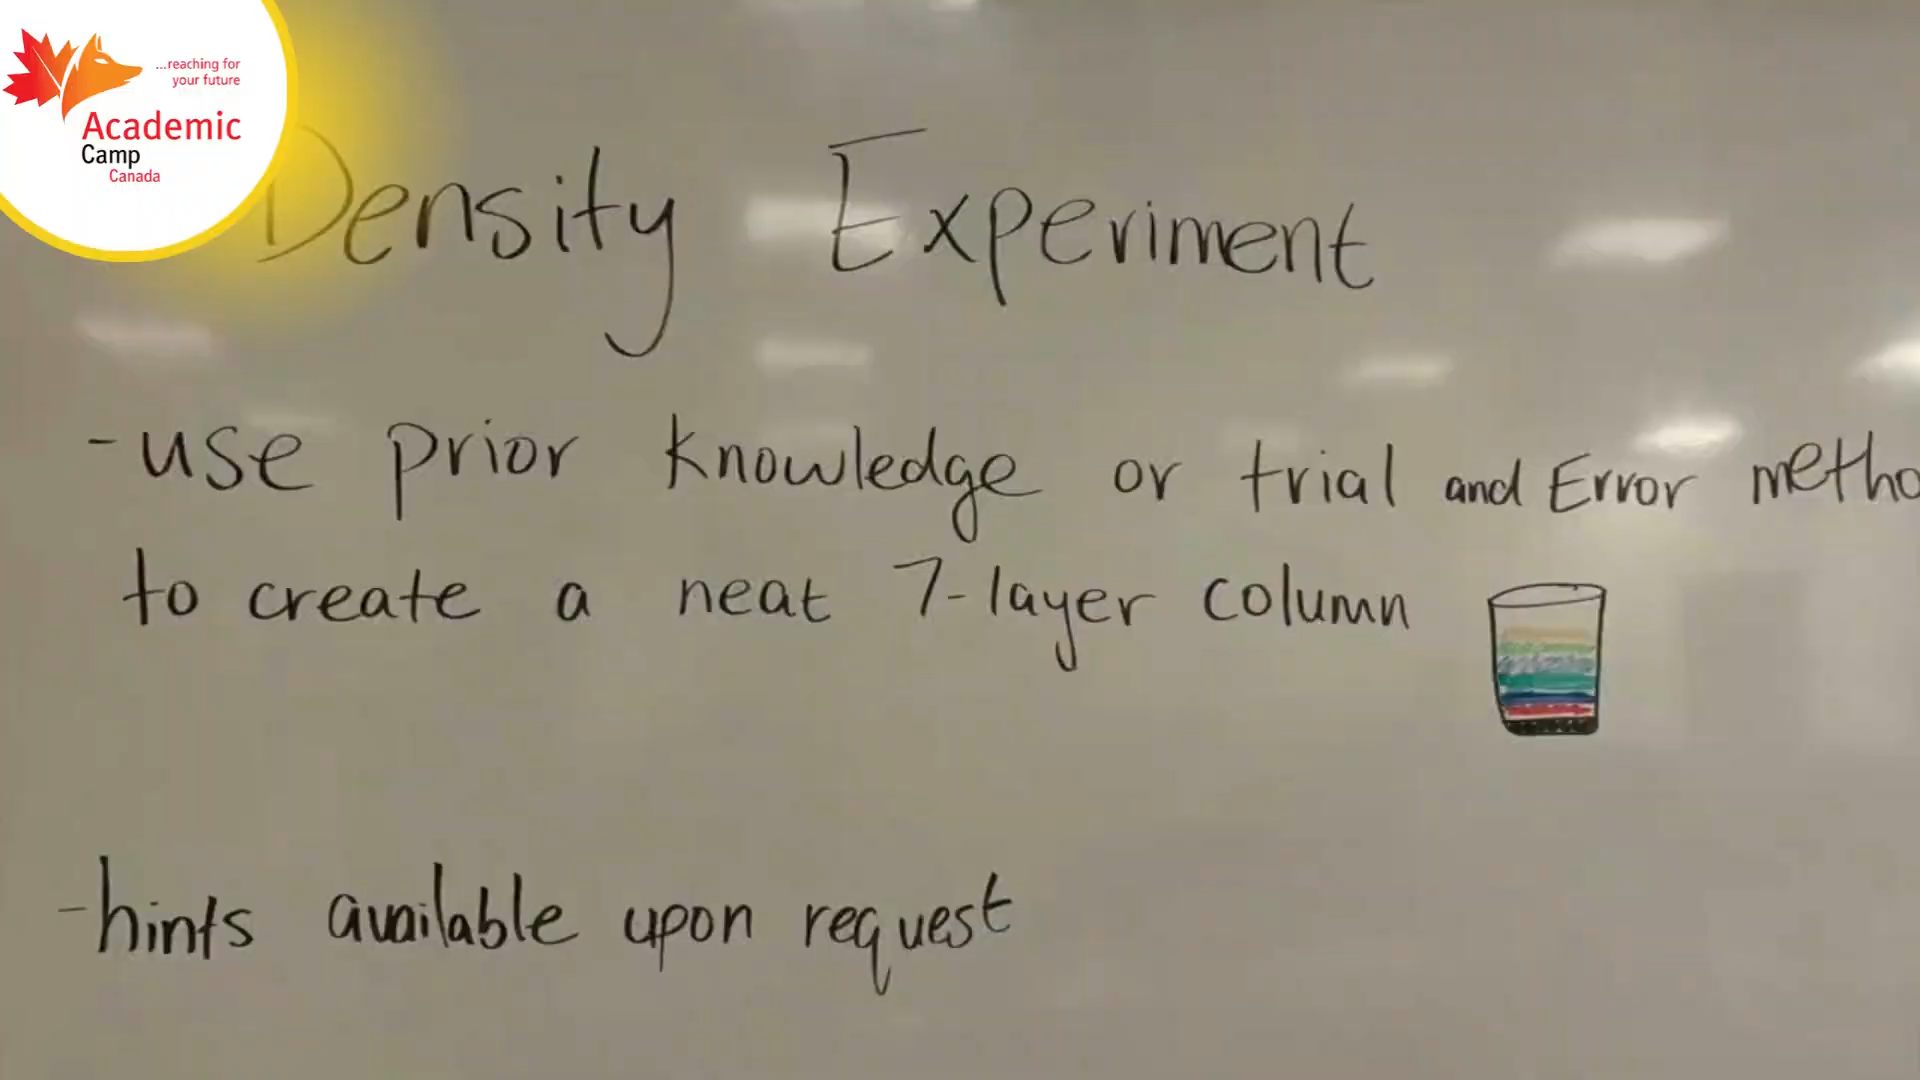 ...reaching for
your future
Academic
Camp
Canada
Density Experiment
- use prior knowledge or trial and Error metho
to create a neat 7-layer column
- hints available upon request